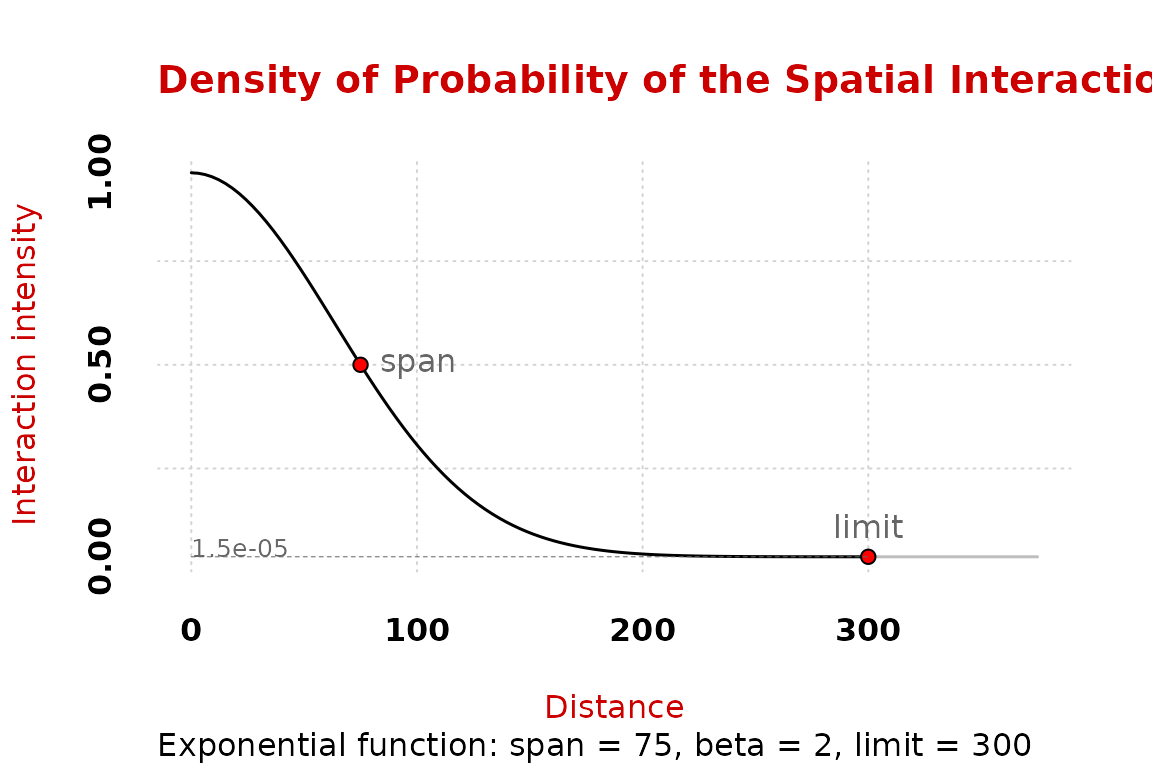 Density of Probability of the Spatial Interactio
Interaction intensity
1.00
0.50
0.00
span
limit
1.5e-05
0
100
200
300
Distance
Exponential function: span = 75, beta = 2, limit = 300